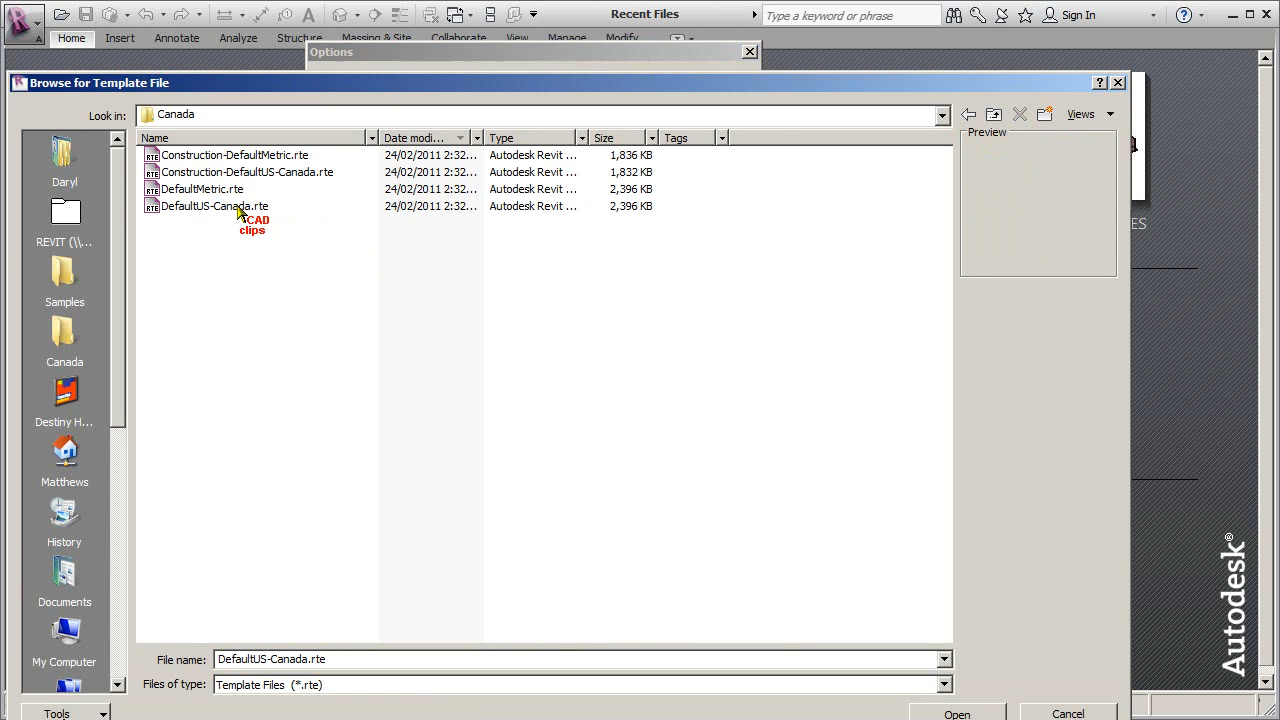 Recent Files
Type a keyword or phrase
Sign In
Home Insert Annotate Analyze Structure Massing & Site Collaborate View Manage Modify
Options
Browse for Template File
Look in: Canada
Views
Name Date modi... Type Size Tags
Preview
Construction-DefaultMetric.rte 24/02/2011 2:32... Autodesk Revit ... 1,836 KB
Construction-DefaultUS-Canada.rte 24/02/2011 2:32... Autodesk Revit ... 1,832 KB
DefaultMetric.rte 24/02/2011 2:32... Autodesk Revit ... 2,396 KB
DefaultUS-Canada.rte 24/02/2011 2:32... Autodesk Revit ... 2,396 KB
CAD
clips
Daryl
REVIT (\\...
Samples
Canada
Destiny H...
Matthews
History
Documents
My Computer
ES
Autodesk®
File name: DefaultUS-Canada.rte
Files of type: Template Files (*.rte)
Tools Open Cancel